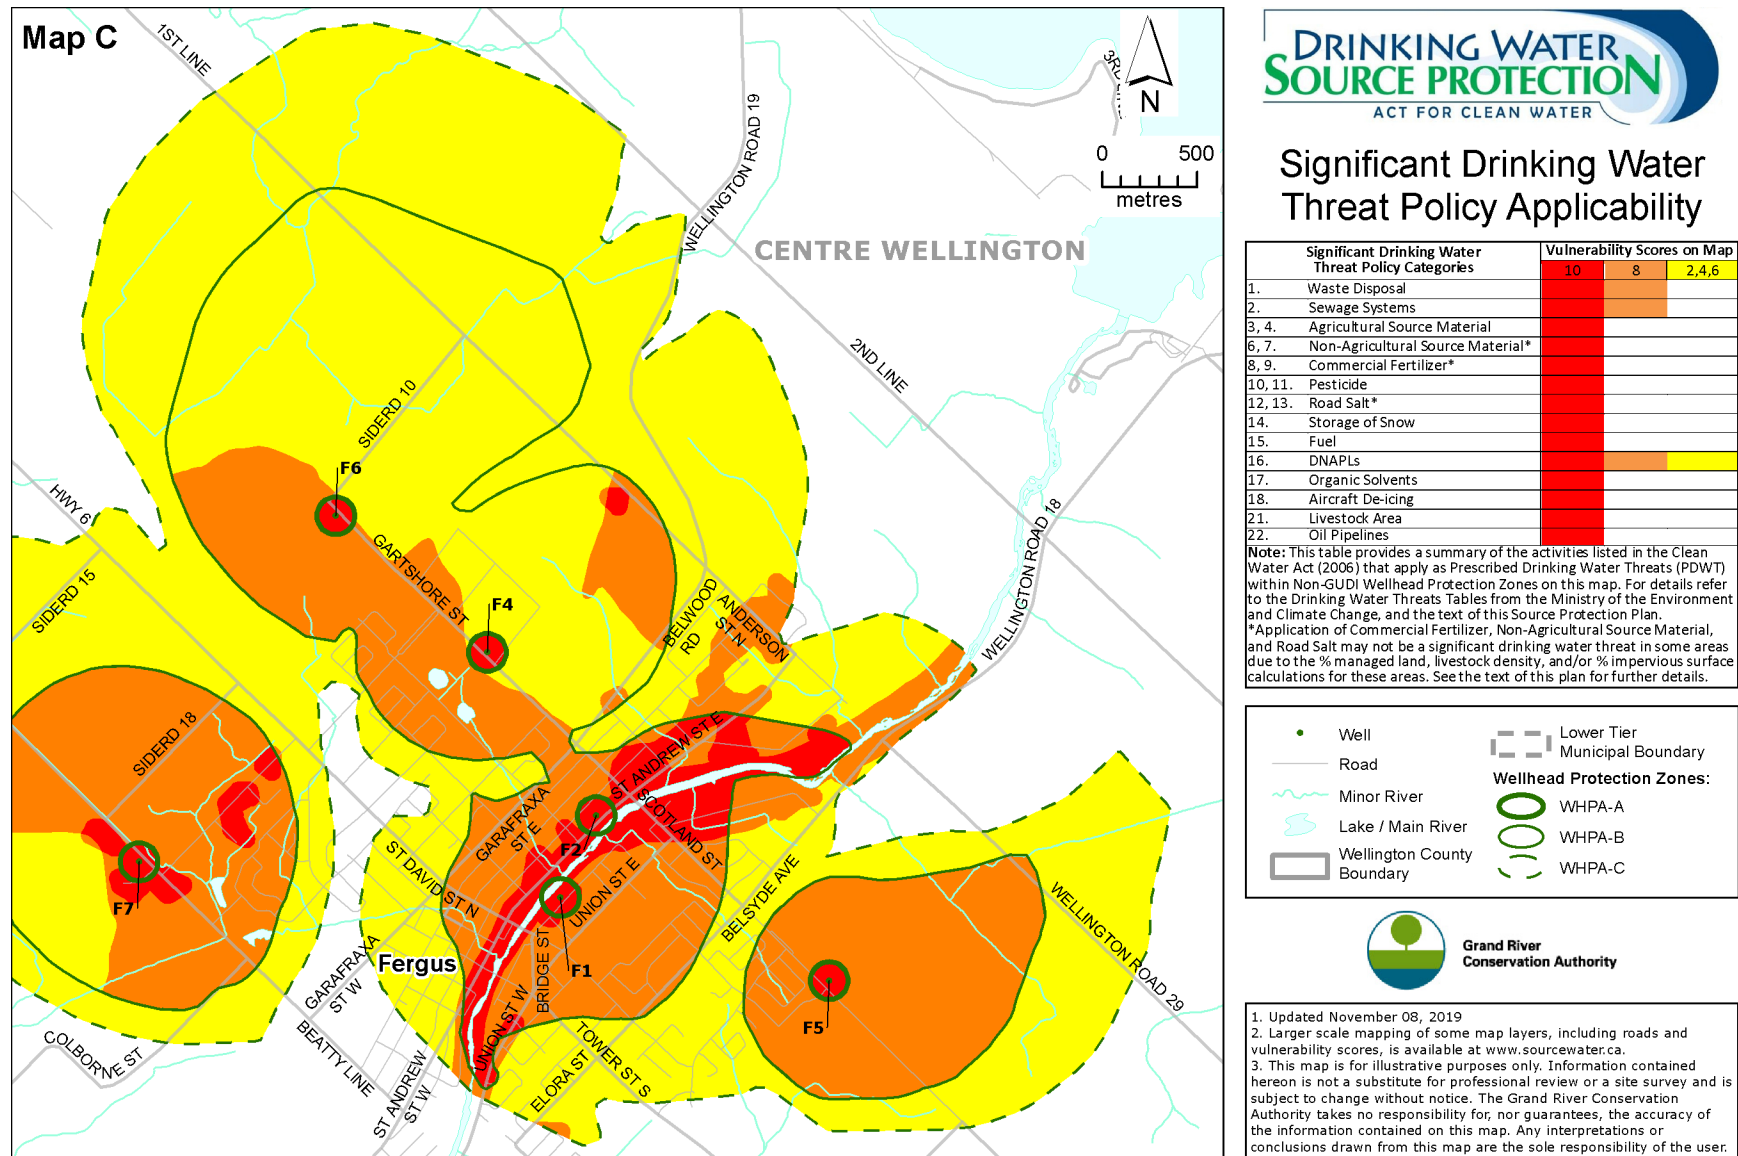 Map C
1ST LINE
WELLINGTON ROAD 19
N
0 500
metres
CENTRE WELLINGTON
2ND LINE
SIDERD 10
F6
HWY 6
GARTSHORE ST
WELLINGTON ROAD 18
SIDERD 15
F4
BELWOOD
RD
ANDERSON
ST N
WELLINGTON ROAD 18
SIDERD 18
ST ANDREW ST E
SCOTLAND ST
GARAFRAXA
ST E
F2
ST DAVID ST N
UNION ST E
BELSYDE AVE
F7
WELLINGTON ROAD 29
GARAFRAXA
ST W
Fergus
BRIDGE ST
F1
F5
UNION ST W
COLBORNE ST
BEATTY LINE
TOWER ST S
ELORA ST
ST ANDREW
ST W
DRINKING WATER
SOURCE PROTECTION
ACT FOR CLEAN WATER
Significant Drinking Water
Threat Policy Applicability
Significant Drinking Water
Threat Policy Categories
Vulnerability Scores on Map
10 8 2,4,6
1. Waste Disposal
2. Sewage Systems
3, 4. Agricultural Source Material
6, 7. Non-Agricultural Source Material*
8, 9. Commercial Fertilizer*
10, 11. Pesticide
12, 13. Road Salt*
14. Storage of Snow
15. Fuel
16. DNAPLs
17. Organic Solvents
18. Aircraft De-icing
21. Livestock Area
22. Oil Pipelines
Note: This table provides a summary of the activities listed in the Clean
Water Act (2006) that apply as Prescribed Drinking Water Threats (PDWT)
within Non-GUDI Wellhead Protection Zones on this map. For details refer
to the Drinking Water Threats Tables from the Ministry of the Environment
and Climate Change, and the text of this Source Protection Plan.
*Application of Commercial Fertilizer, Non-Agricultural Source Material,
and Road Salt may not be a significant drinking water threat in some areas
due to the % managed land, livestock density, and/or % impervious surface
calculations for these areas. See the text of this plan for further details.
Well
Road
Minor River
Lake / Main River
Wellington County
Boundary
Lower Tier
Municipal Boundary
Wellhead Protection Zones:
WHPA-A
WHPA-B
WHPA-C
Grand River
Conservation Authority
1. Updated November 08, 2019
2. Larger scale mapping of some map layers, including roads and
vulnerability scores, is available at www.sourcewater.ca.
3. This map is for illustrative purposes only. Information contained
hereon is not a substitute for professional review or a site survey and is
subject to change without notice. The Grand River Conservation
Authority takes no responsibility for, nor guarantees, the accuracy of
the information contained on this map. Any interpretations or
conclusions drawn from this map are the sole responsibility of the user.